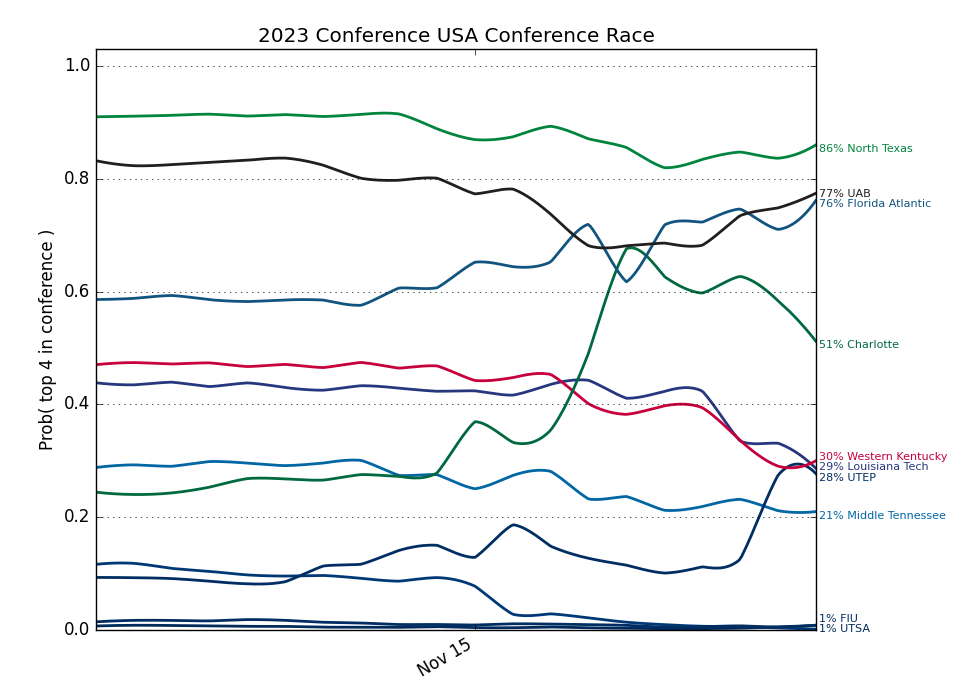 2023 Conference USA Conference Race
Prob( top 4 in conference )
1.0
0.8
0.6
0.4
0.2
0.0
Nov 15
86% North Texas
77% UAB
76% Florida Atlantic
51% Charlotte
30% Western Kentucky
29% Louisiana Tech
28% UTEP
21% Middle Tennessee
1% FIU
1% UTSA